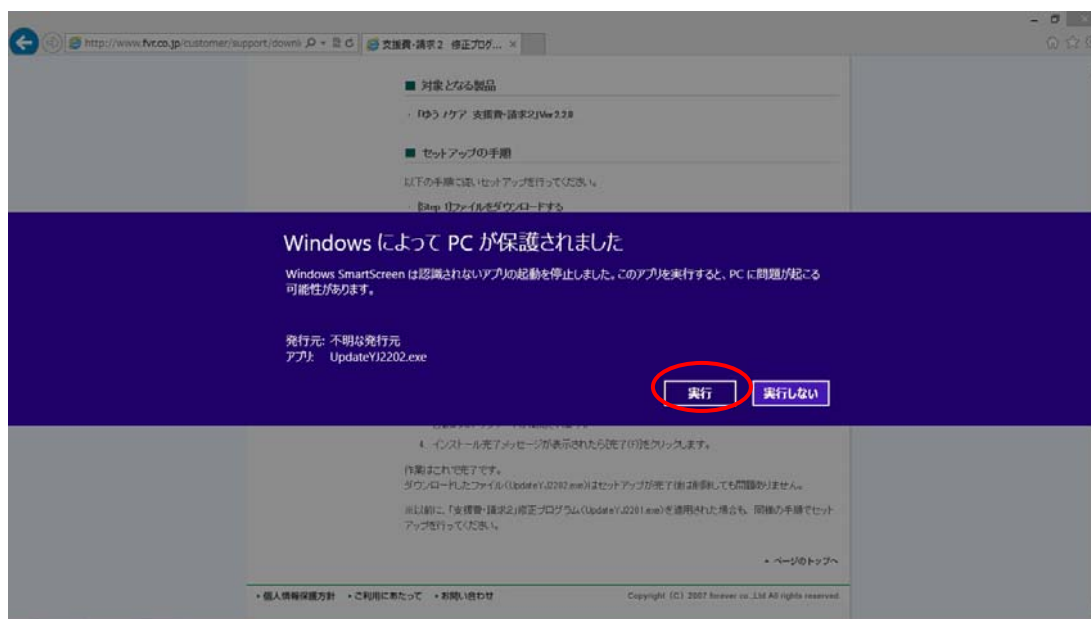 http://www.fvr.co.jp/customer/support/downl
支援費・請求2 修正プログ... ×
■ 対象となる製品
・「ゆう/ケア 支援費・請求2」Ver2.2.0
■ セットアップの手順
以下の手順に従いセットアップを行ってください。
・ [Step 1]ファイルをダウンロードする
Windows によって PC が保護されました
Windows SmartScreen は認識されないアプリの起動を停止しました。このアプリを実行すると、PC に問題が起こる
可能性があります。
発行元: 不明な発行元
アプリ: UpdateYJ2202.exe
実行 実行しない
4. インストール完了メッセージが表示されたら[完了(F)]をクリックします。
作業はこれで完了です。
ダウンロードしたファイル(UpdateYJ2202.exe)はセットアップが完了後は削除しても問題ありません。
※以前に、「支援費・請求2」修正プログラム(UpdateYJ2201.exe)を適用された場合も、同様の手順でセット
アップを行ってください。
ページのトップへ
・個人情報保護方針 ・ご利用にあたって ・お問い合わせ
Copyright (C) 2007 forever co.,Ltd All rights reserved.